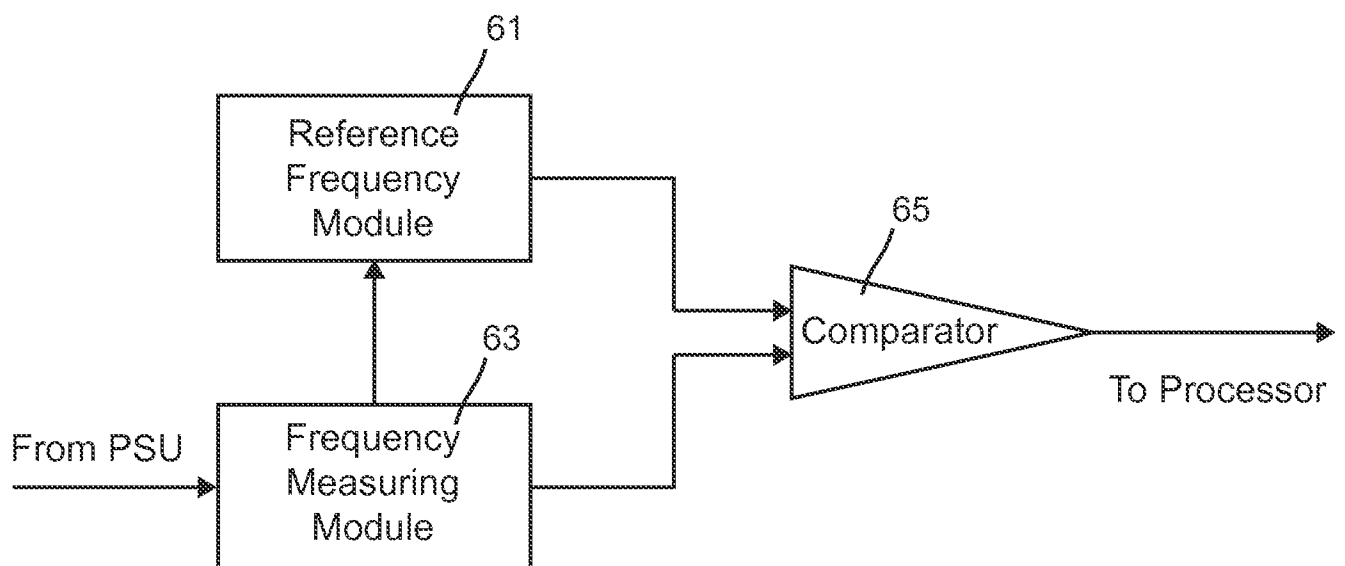 61
Reference
Frequency
Module
65
Comparator
63
To Processor
From PSU
Frequency
Measuring
Module